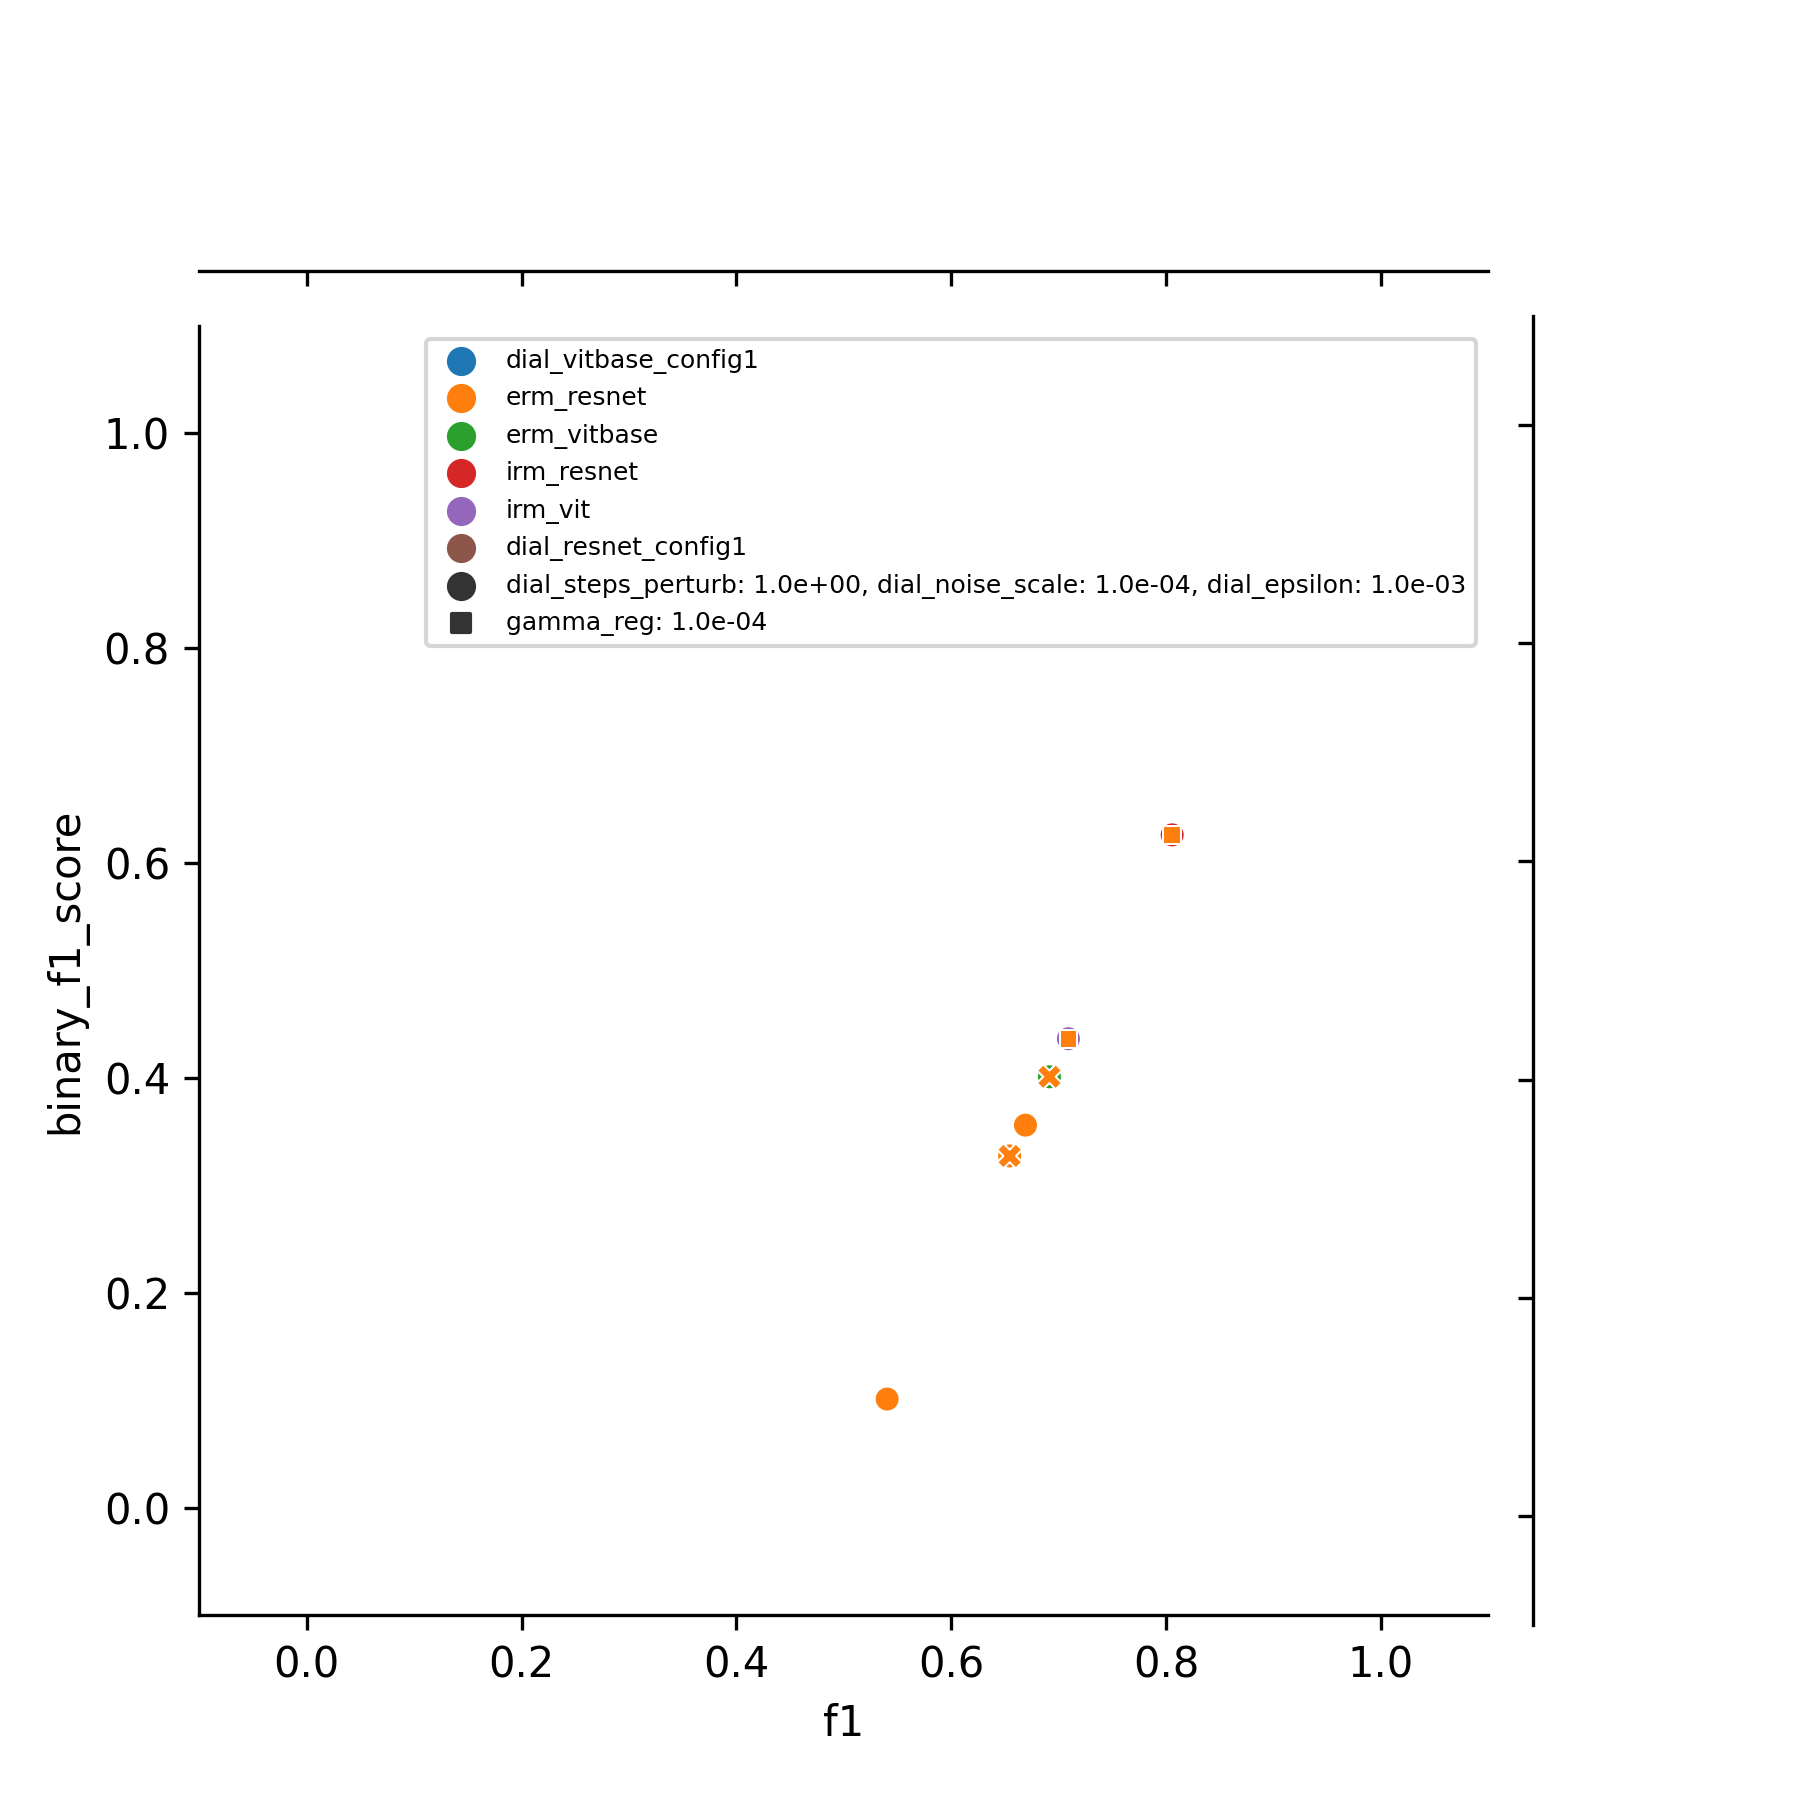 dial_vitbase_config1
erm_resnet
erm_vitbase
irm_resnet
irm_vit
dial_resnet_config1
dial_steps_perturb: 1.0e+00, dial_noise_scale: 1.0e-04, dial_epsilon: 1.0e-03
gamma_reg: 1.0e-04
1.0
0.8
0.6
0.4
0.2
0.0
binary_f1_score
0.0 0.2 0.4 0.6 0.8 1.0
f1